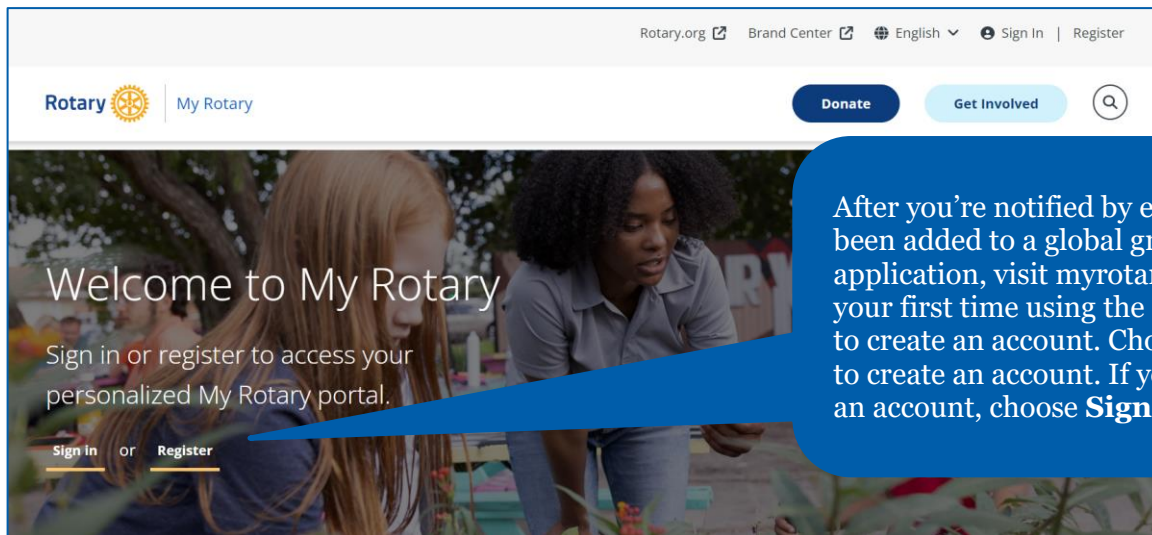 Rotary.org Brand Center English Sign In | Register
Rotary My Rotary Donate Get Involved
Welcome to My Rotary
Sign in or register to access your
personalized My Rotary portal.
Sign in or Register
After you’re notified by
been added to a global
application, visit
your first time using the
to create an account.
to create an account. If
an account, choose Sign